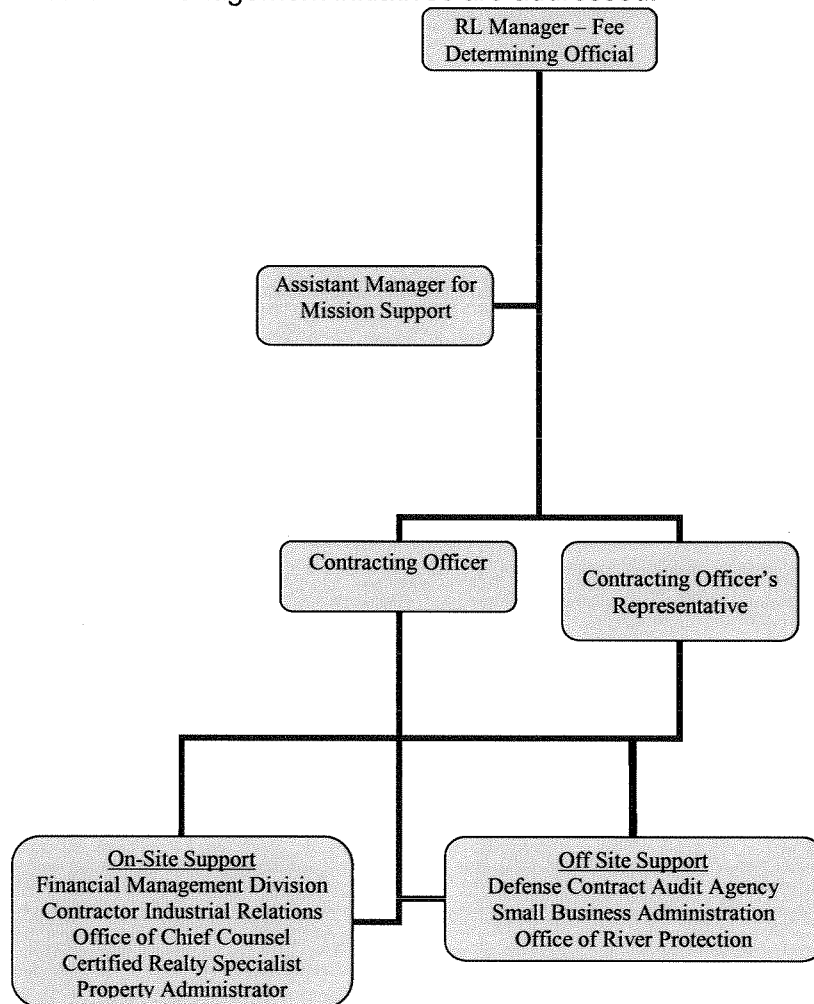 RL Manager – Fee
Determining Official
Assistant Manager for
Mission Support
Contracting Officer
Contracting Officer's
Representative
On-Site Support
Financial Management Division
Contractor Industrial Relations
Office of Chief Counsel
Certified Realty Specialist
Property Administrator
Off Site Support
Defense Contract Audit Agency
Small Business Administration
Office of River Protection